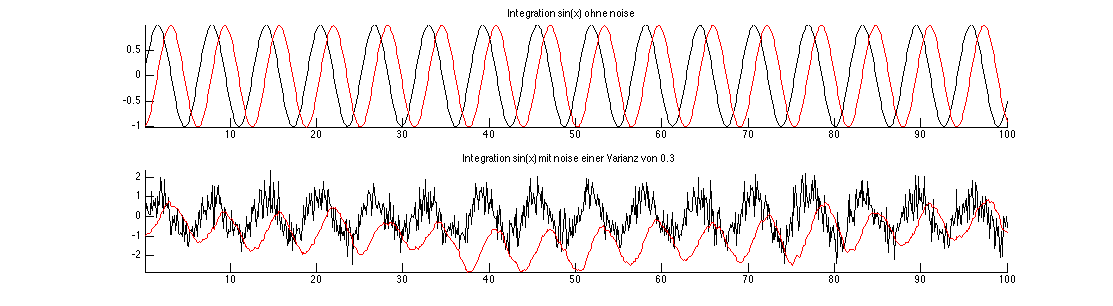 Integration sin(x) ohne noise
0.5
0
-0.5
-1
10 20 30 40 50 60 70 80 90 100
Integration sin(x) mit noise einer Varianz von 0.3
2
1
0
-1
-2
10 20 30 40 50 60 70 80 90 100